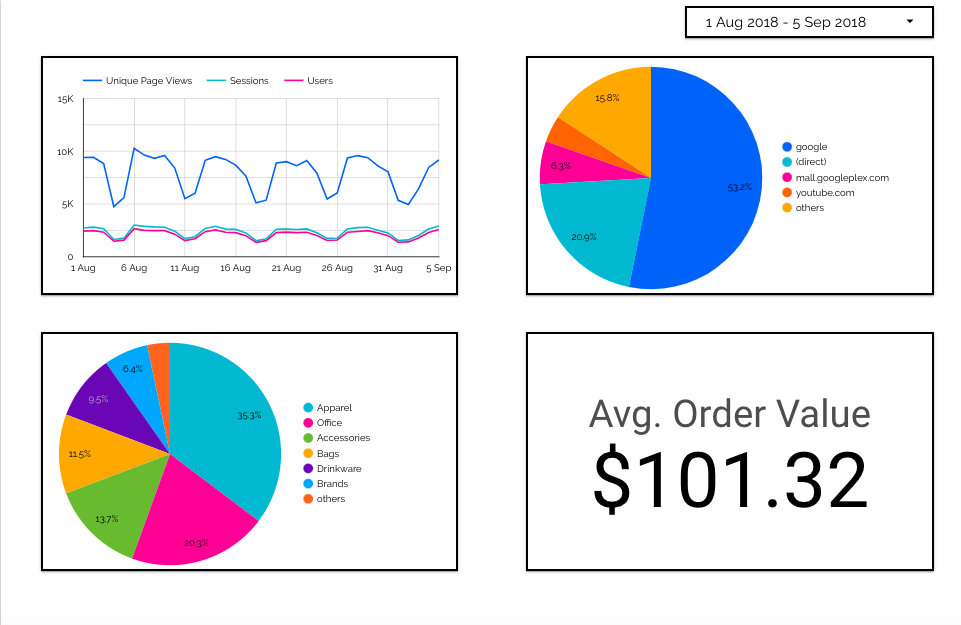 1 Aug 2018 - 5 Sep 2018
Unique Page Views Sessions Users
15K
10K
5K
0
1 Aug 6 Aug 11 Aug 16 Aug 21 Aug 26 Aug 31 Aug 5 Sep
15.8%
6.3%
53.2%
20.9%
google
(direct)
mall.googleplex.com
youtube.com
others
6.4%
9.5%
35.3%
11.5%
13.7%
20.3%
Apparel
Office
Accessories
Bags
Drinkware
Brands
others
Avg. Order Value
$101.32